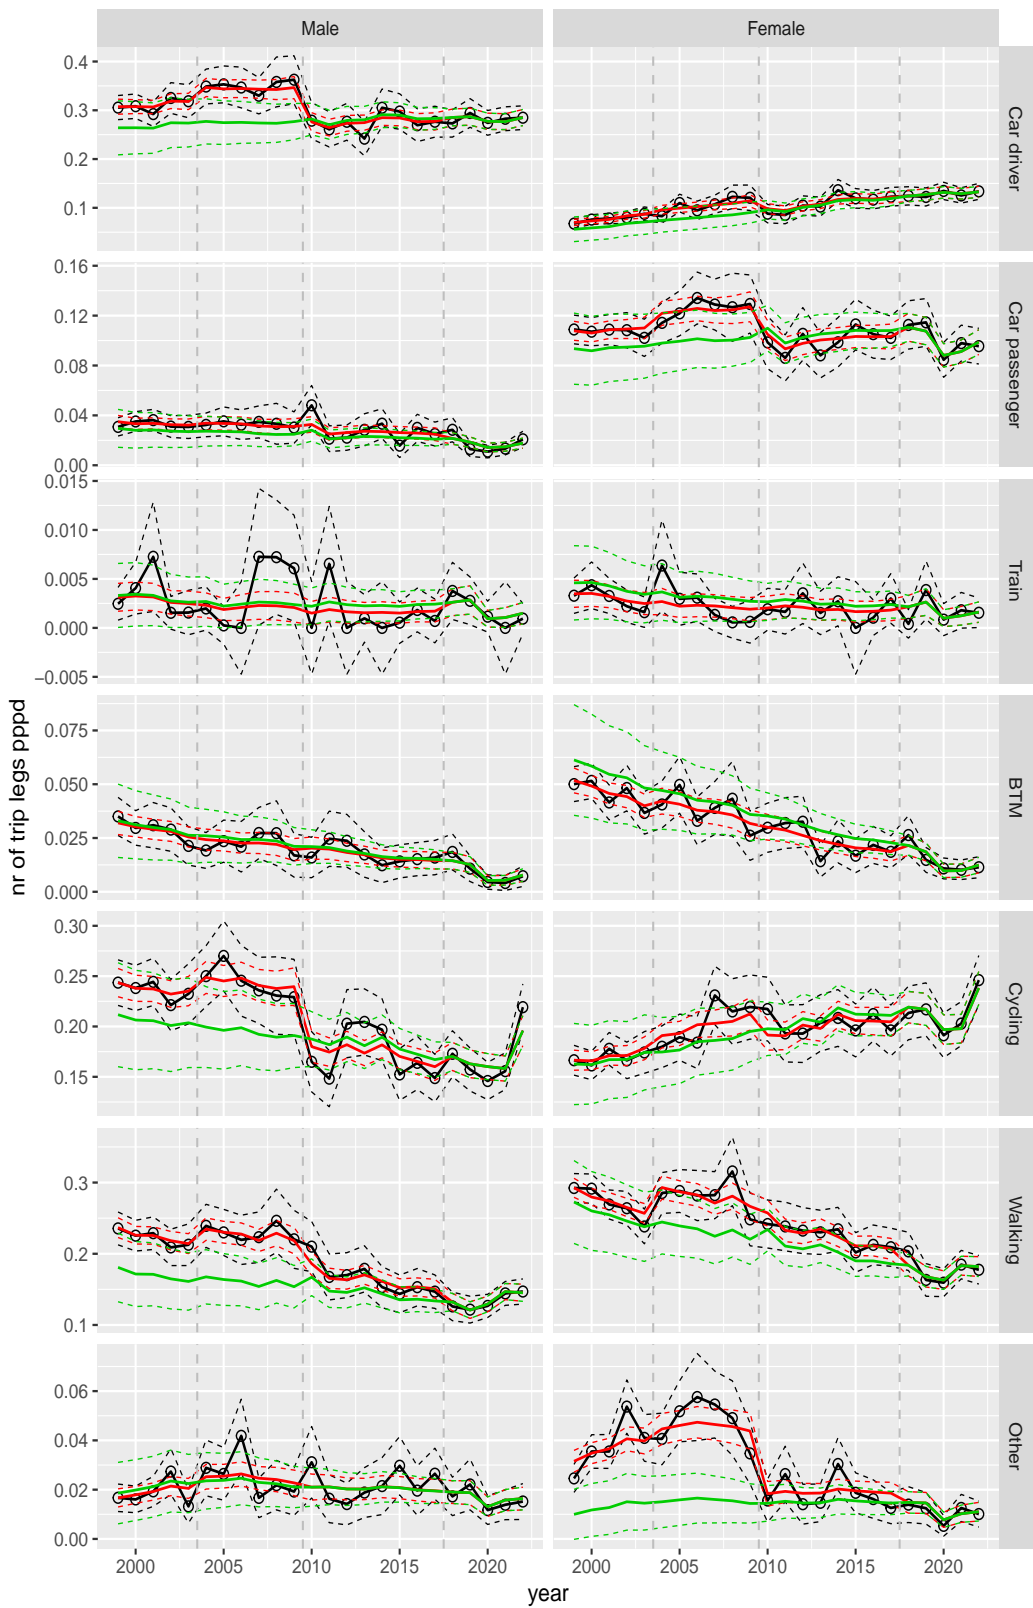 Male Female
0.4
0.3
0.2
0.1
Car driver
0.16
0.12
0.08
0.04
0.00
Car passenger
0.015
0.010
0.005
0.000
−0.005
Train
0.075
0.050
0.025
0.000
BTM
0.30
0.25
0.20
0.15
Cycling
0.3
0.2
0.1
Walking
0.06
0.04
0.02
0.00
Other
nr of trip legs pppd
2000 2005 2010 2015 2020 2000 2005 2010 2015 2020
year